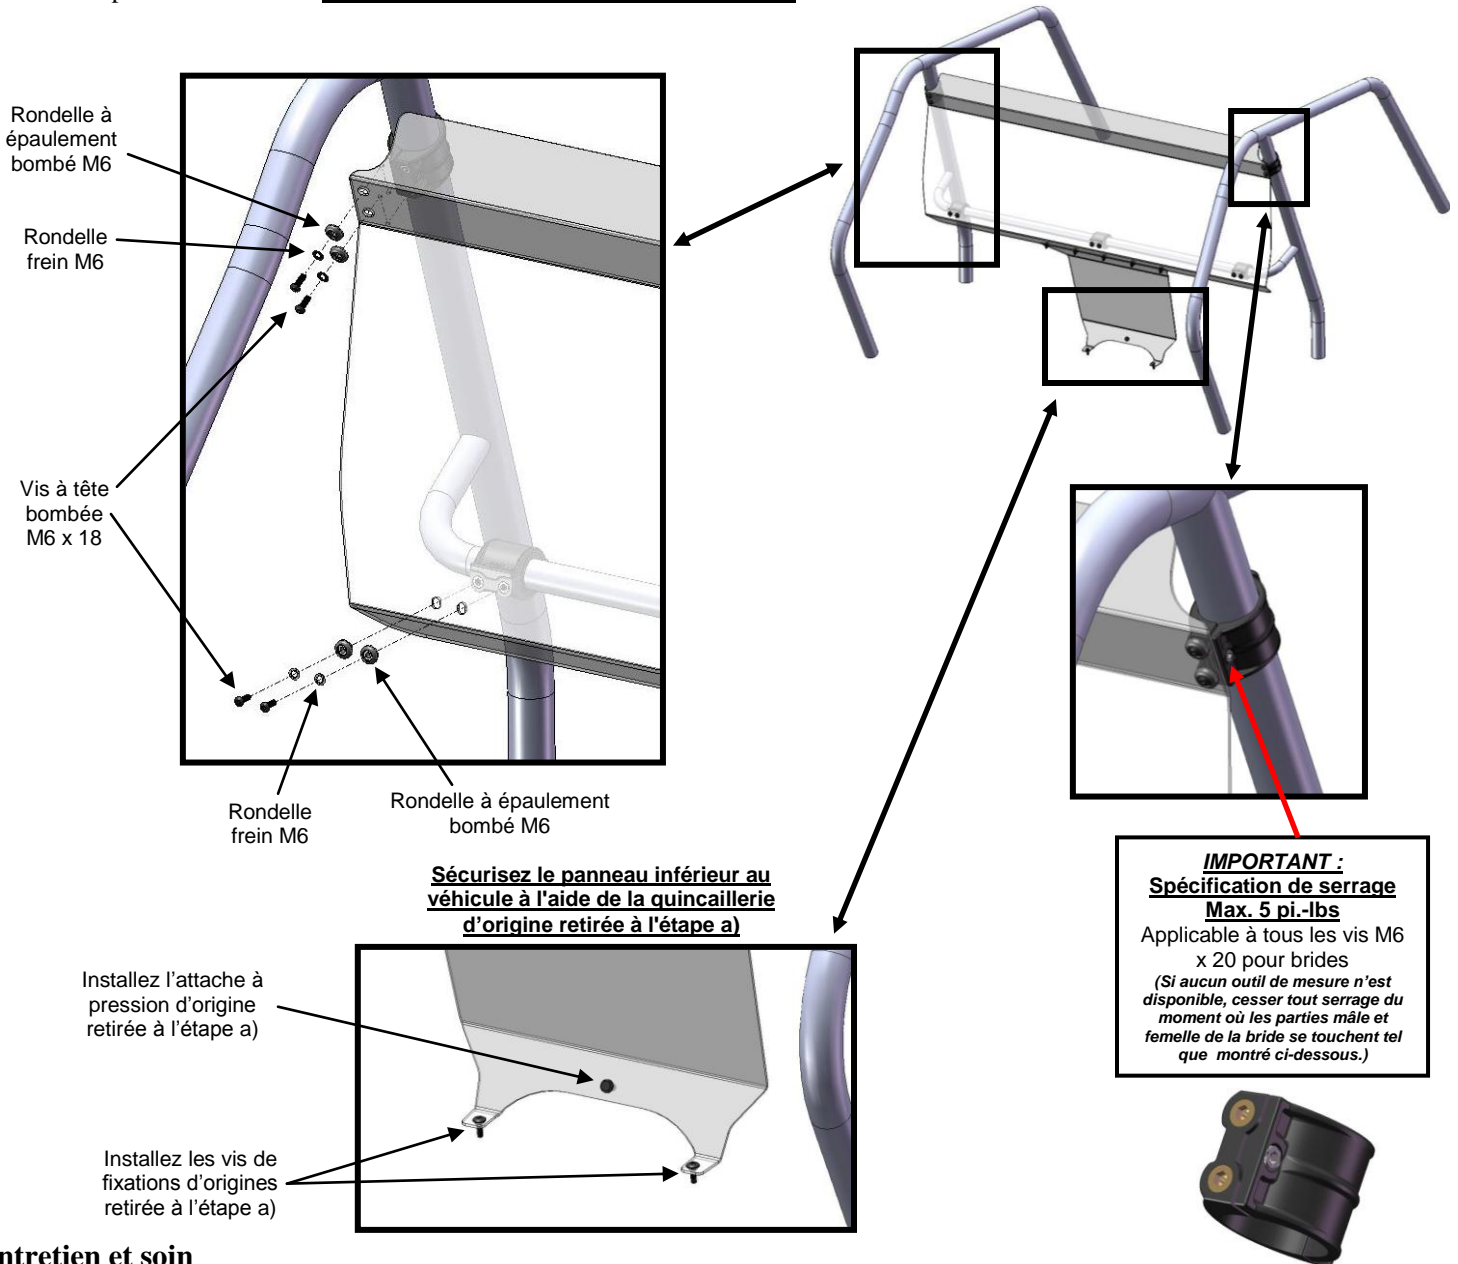 Rondelle à
épaulement
bombé M6
Rondelle
frein M6
Vis à tête
bombée
M6 x 18
Rondelle
frein M6
Rondelle à épaulement
bombé M6
IMPORTANT :
Spécification de serrage
Max. 5 pi.-lbs
Applicable à tous les vis M6
x 20 pour brides
(Si aucun outil de mesure n'est
disponible, cesser tout serrage du
moment où les parties mâle et
femelle de la bride se touchent tel
que montré ci-dessous.)
Sécurisez le panneau inférieur au
véhicule à l'aide de la quincaillerie
d’origine retirée à l'étape a)
Installez l’attache à
pression d’origine
retirée à l’étape a)
Installez les vis de
fixations d’origines
retirée à l’étape a)
ntretien et soin